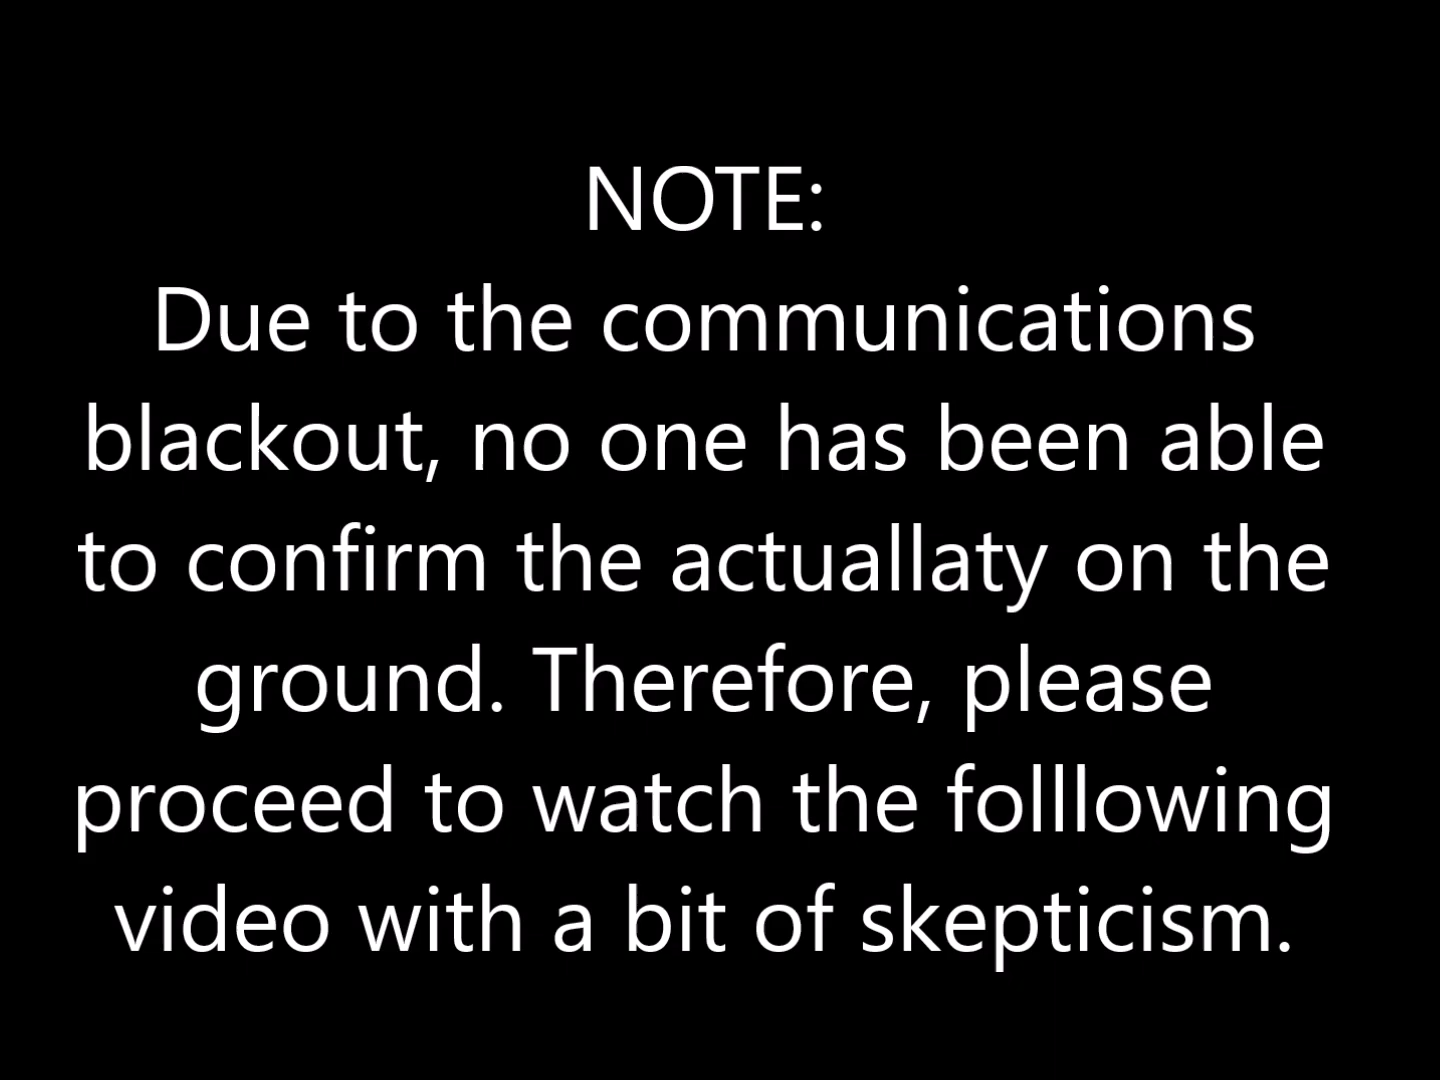 NOTE:
Due to the communications
blackout, no one has been able
to confirm the actuallaty on the
ground. Therefore, please
proceed to watch the folllowing
video with a bit of skepticism.